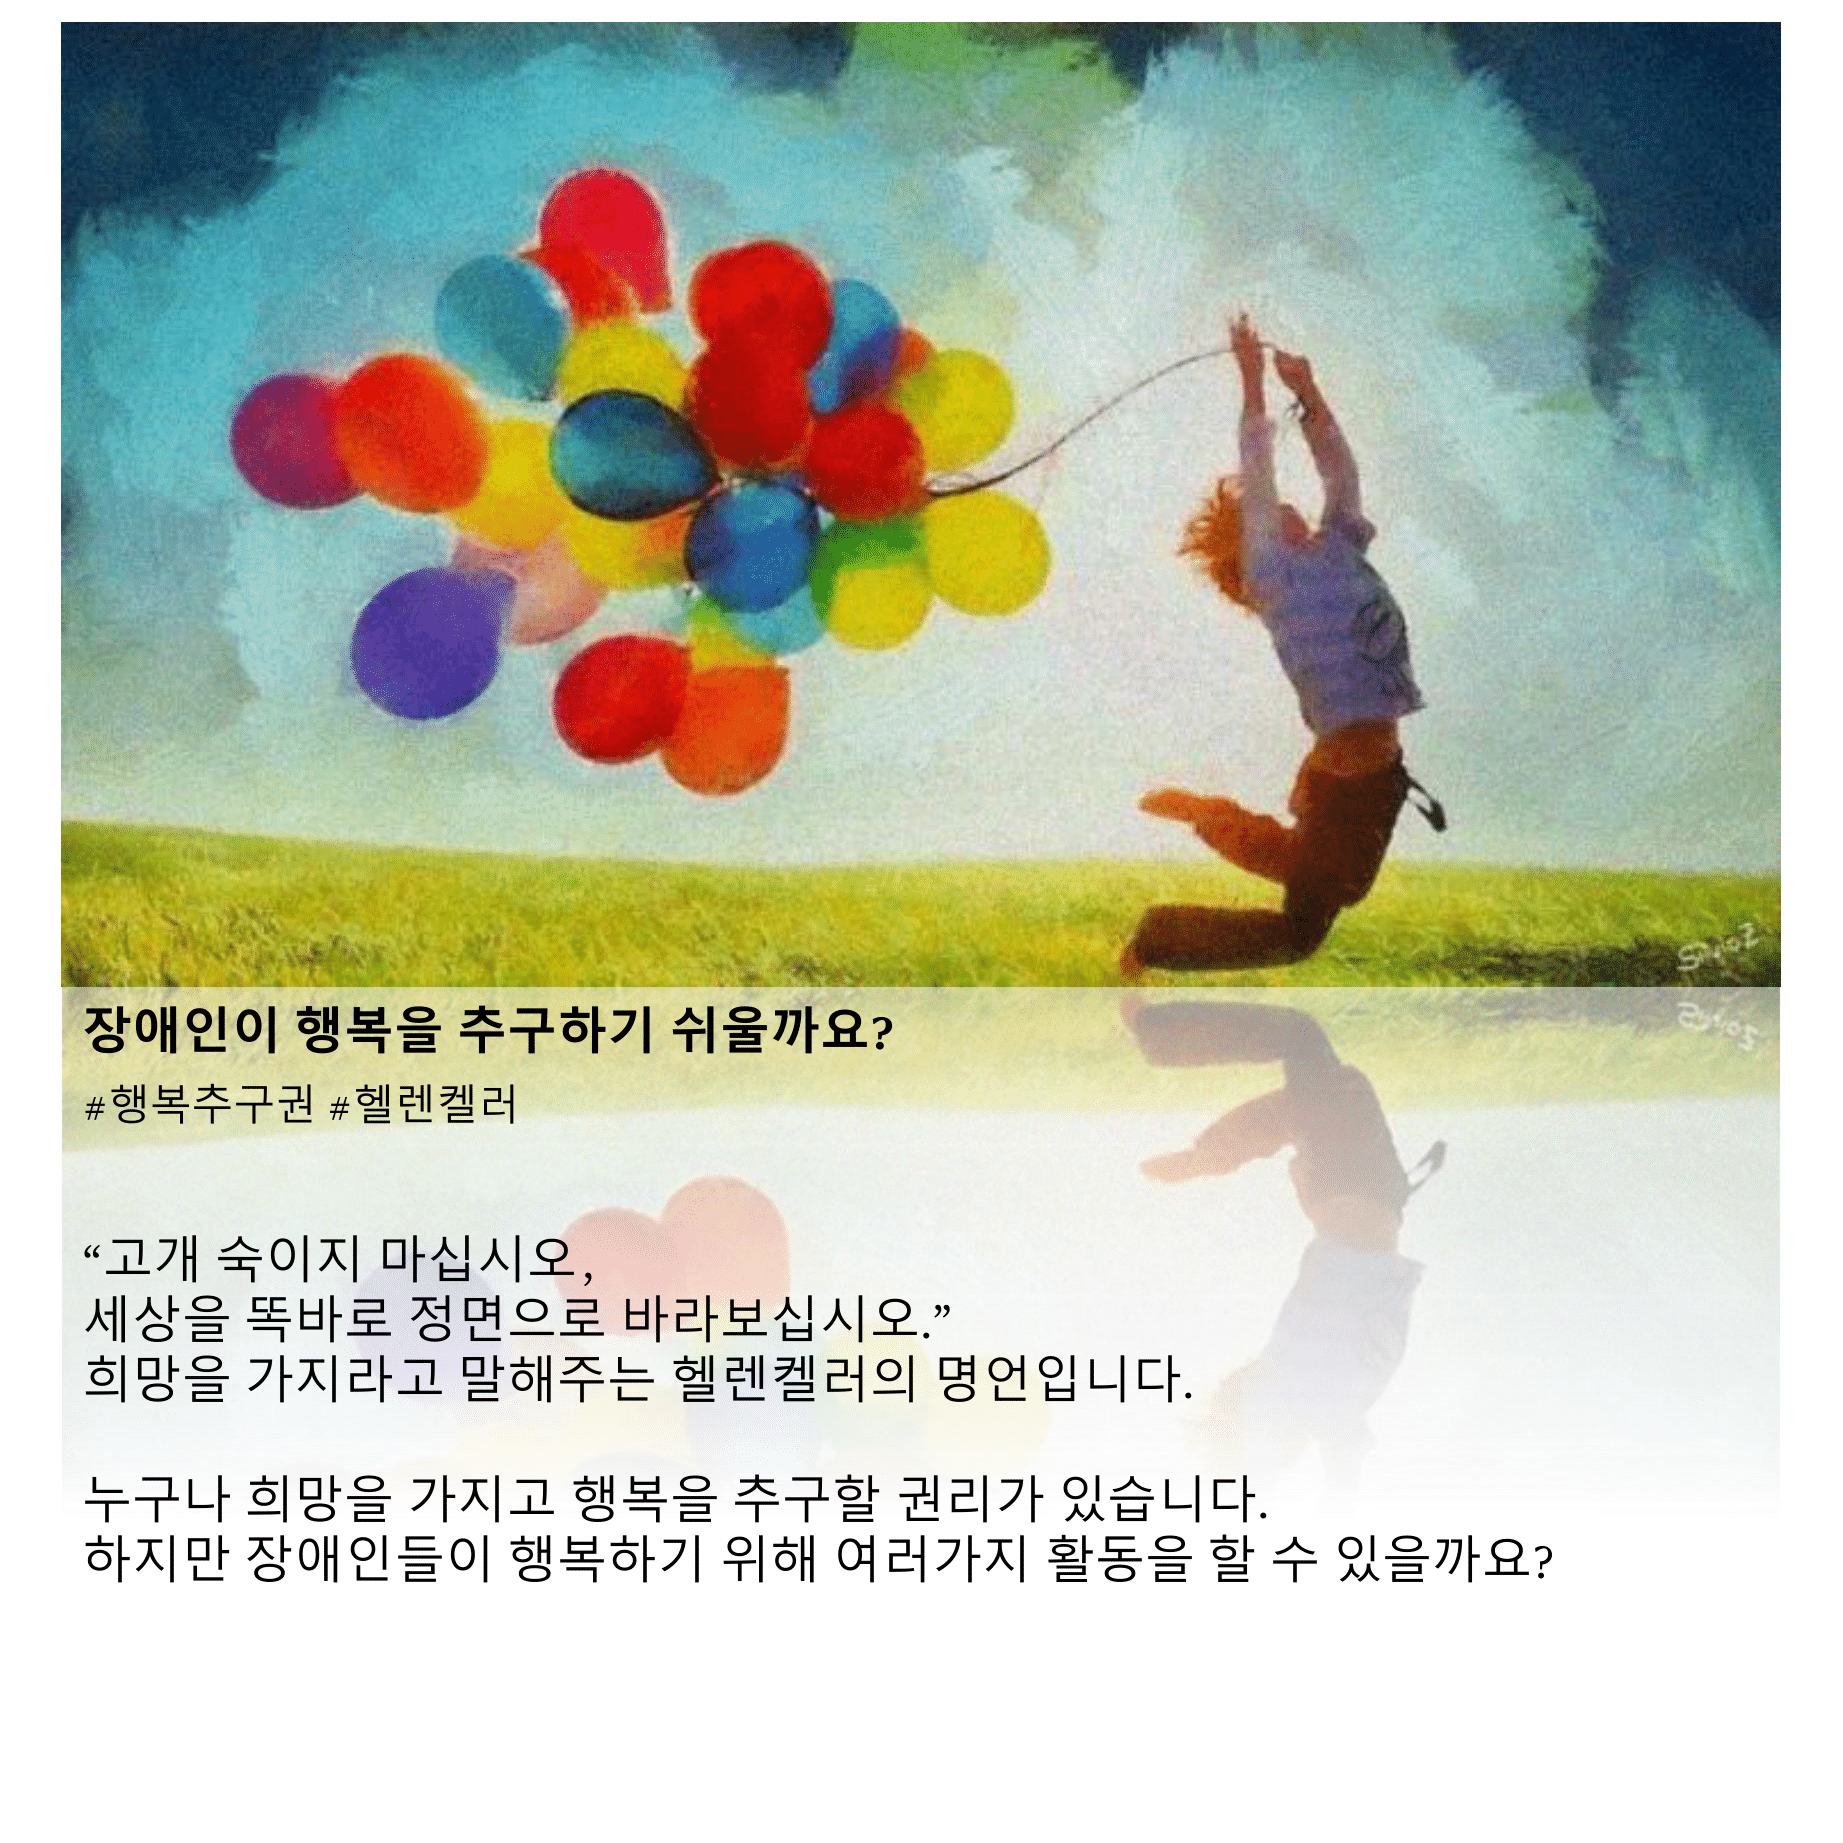 장애인이 행복을 추구하기 쉬울까요?
#행복추구권 #헬렌켈러
“고개 숙이지 마십시오,
세상을 똑바로 정면으로 바라보십시오.”
희망을 가지라고 말해주는 헬렌켈러의 명언입니다.
누구나 희망을 가지고 행복을 추구할 권리가 있습니다.
하지만 장애인들이 행복하기 위해 여러가지 활동을 할 수 있을까요?